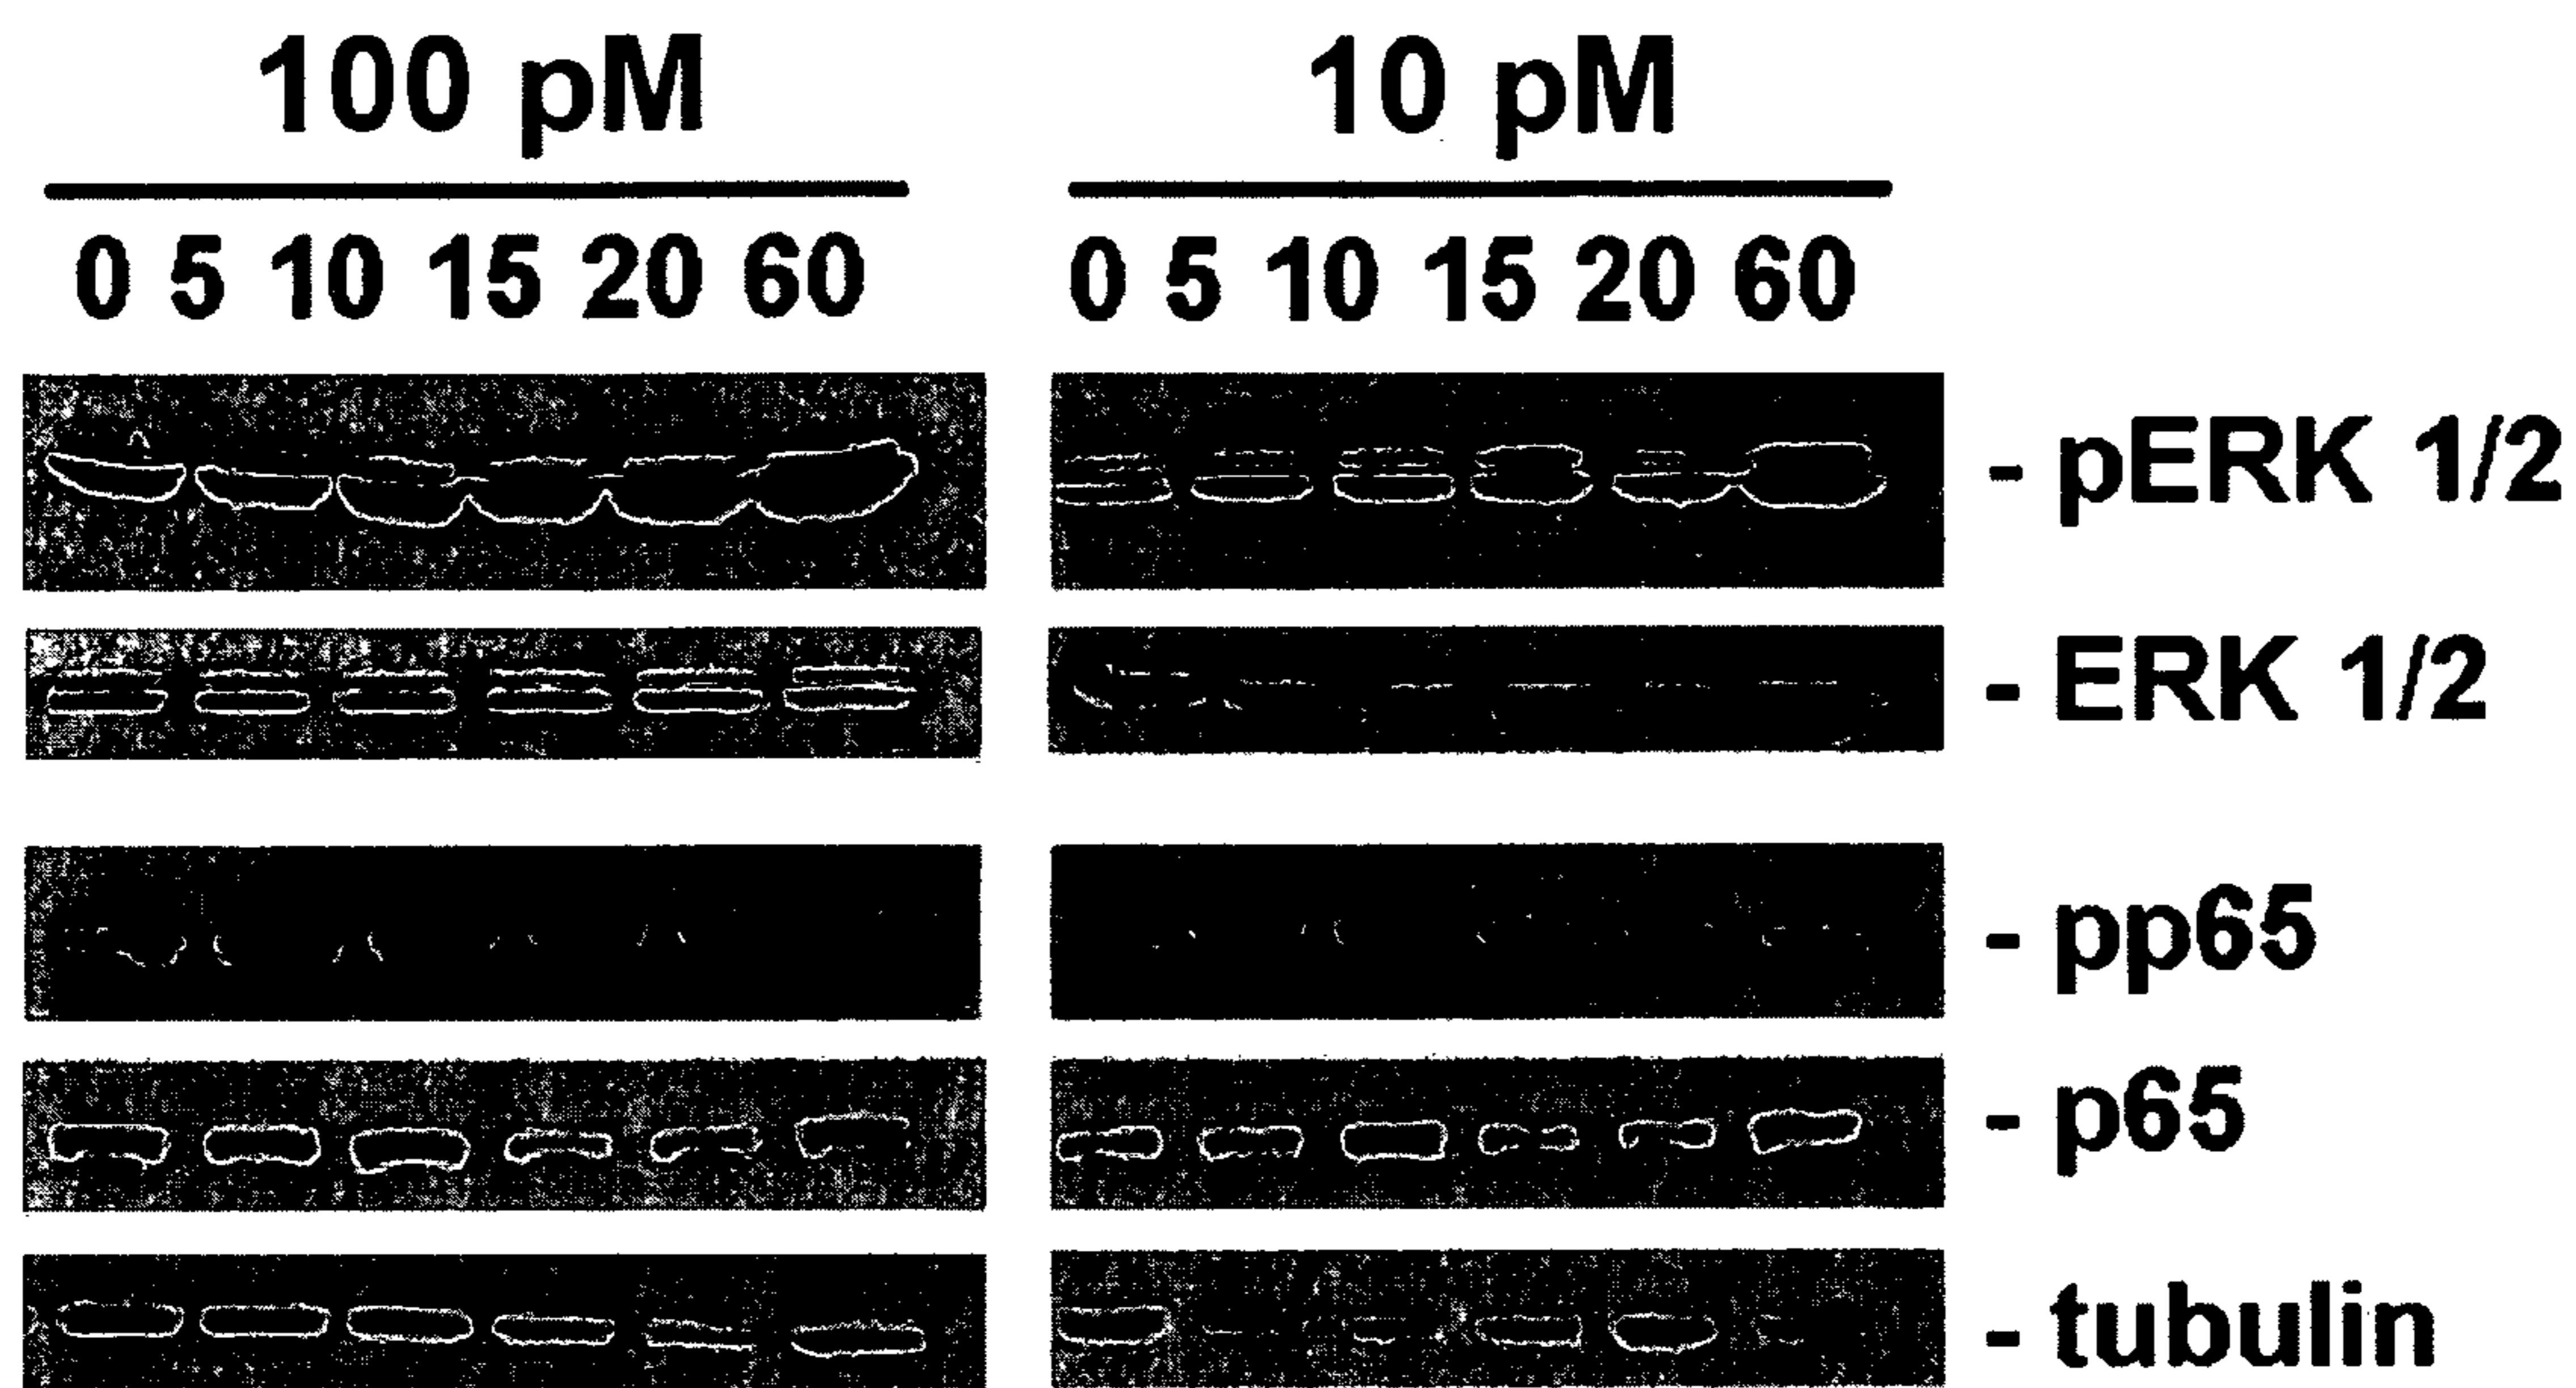 100 pM 10 pM
0 5 10 15 20 60 0 5 10 15 20 60
- pERK 1/2
- ERK 1/2
- pp65
- p65
- tubulin